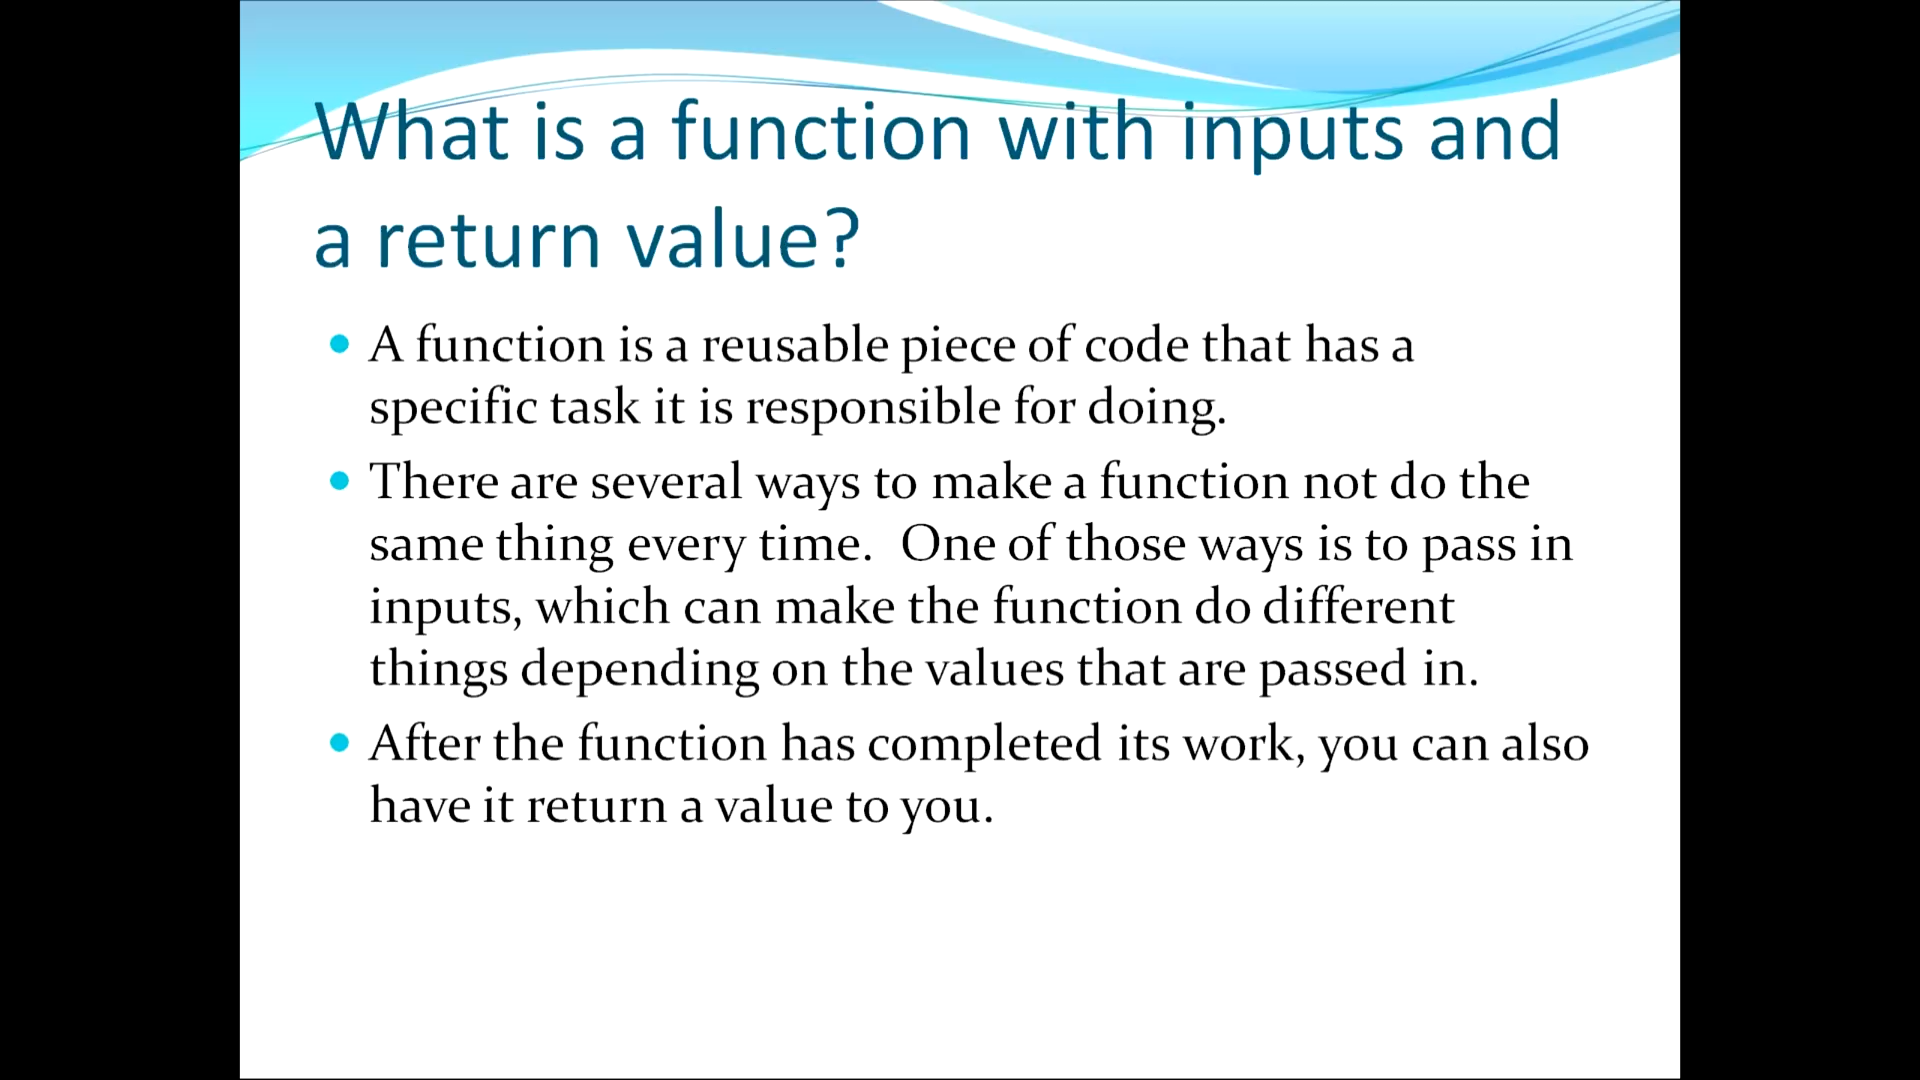 What is a function with inputs and
a return value?
• A function is a reusable piece of code that has a
specific task it is responsible for doing.
• There are several ways to make a function not do the
same thing every time.  One of those ways is to pass in
inputs, which can make the function do different
things depending on the values that are passed in.
• After the function has completed its work, you can also
have it return a value to you.